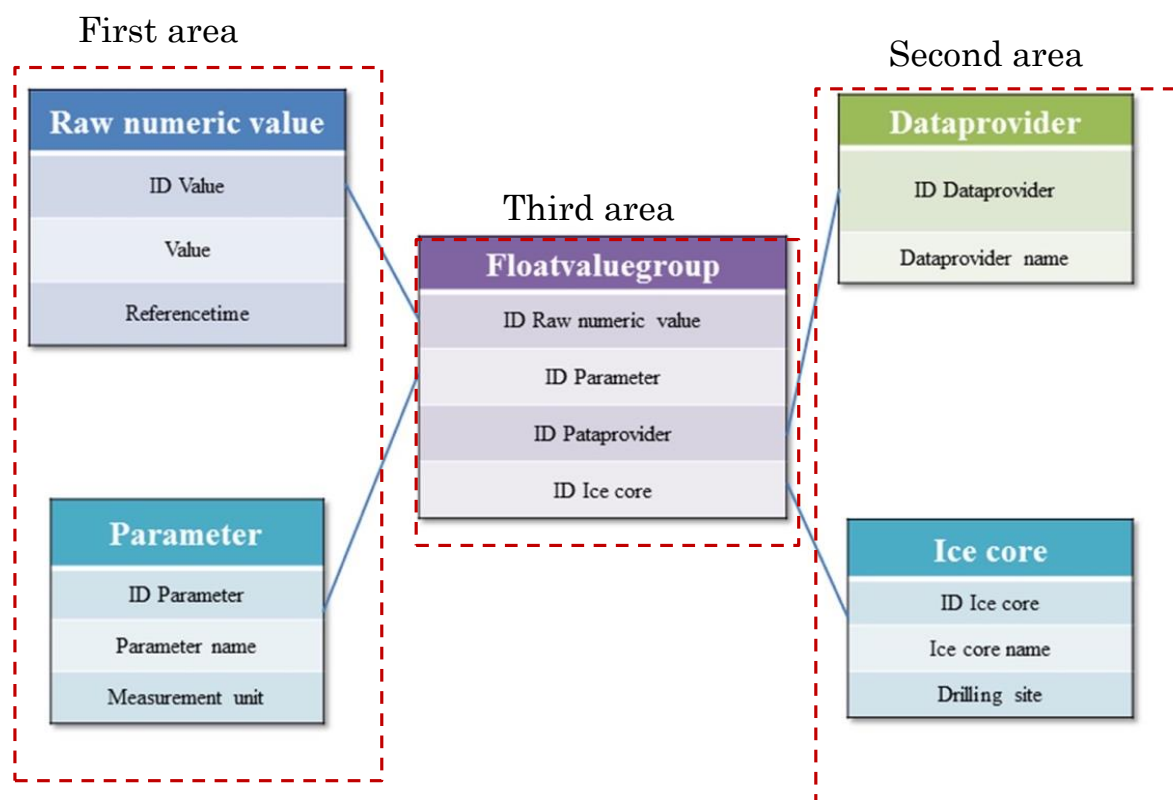 First area
Raw numeric value
ID Value
Value
Referencetime
Parameter
ID Parameter
Parameter name
Measurement unit
Third area
Floatvaluegroup
ID Raw numeric value
ID Parameter
ID Pataprovider
ID Ice core
Second area
Dataprovider
ID Dataprovider
Dataprovider name
Ice core
ID Ice core
Ice core name
Drilling site